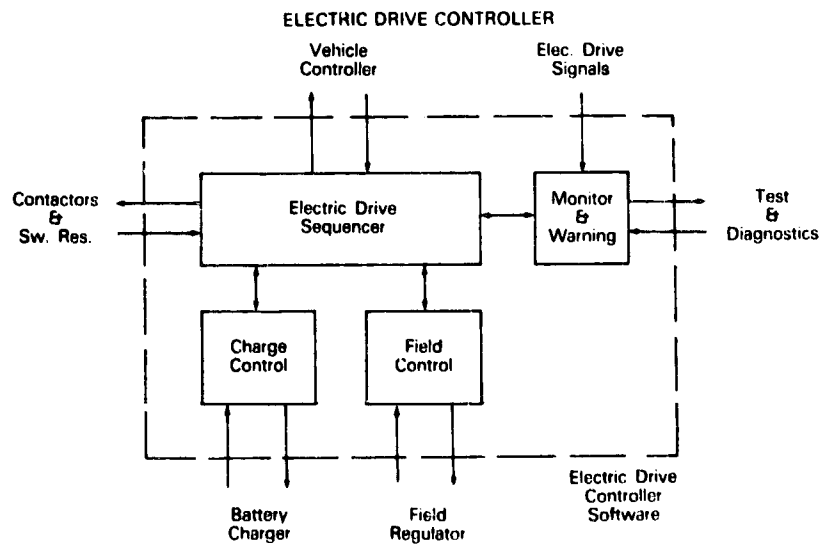 ELECTRIC DRIVE CONTROLLER
Vehicle
Controller
Elec. Drive
Signals
Contactors
&
Sw. Res.
Electric Drive
Sequencer
Monitor
&
Warning
Test
&
Diagnostics
Charge
Control
Field
Control
Battery
Charger
Field
Regulator
Electric Drive
Controller
Software